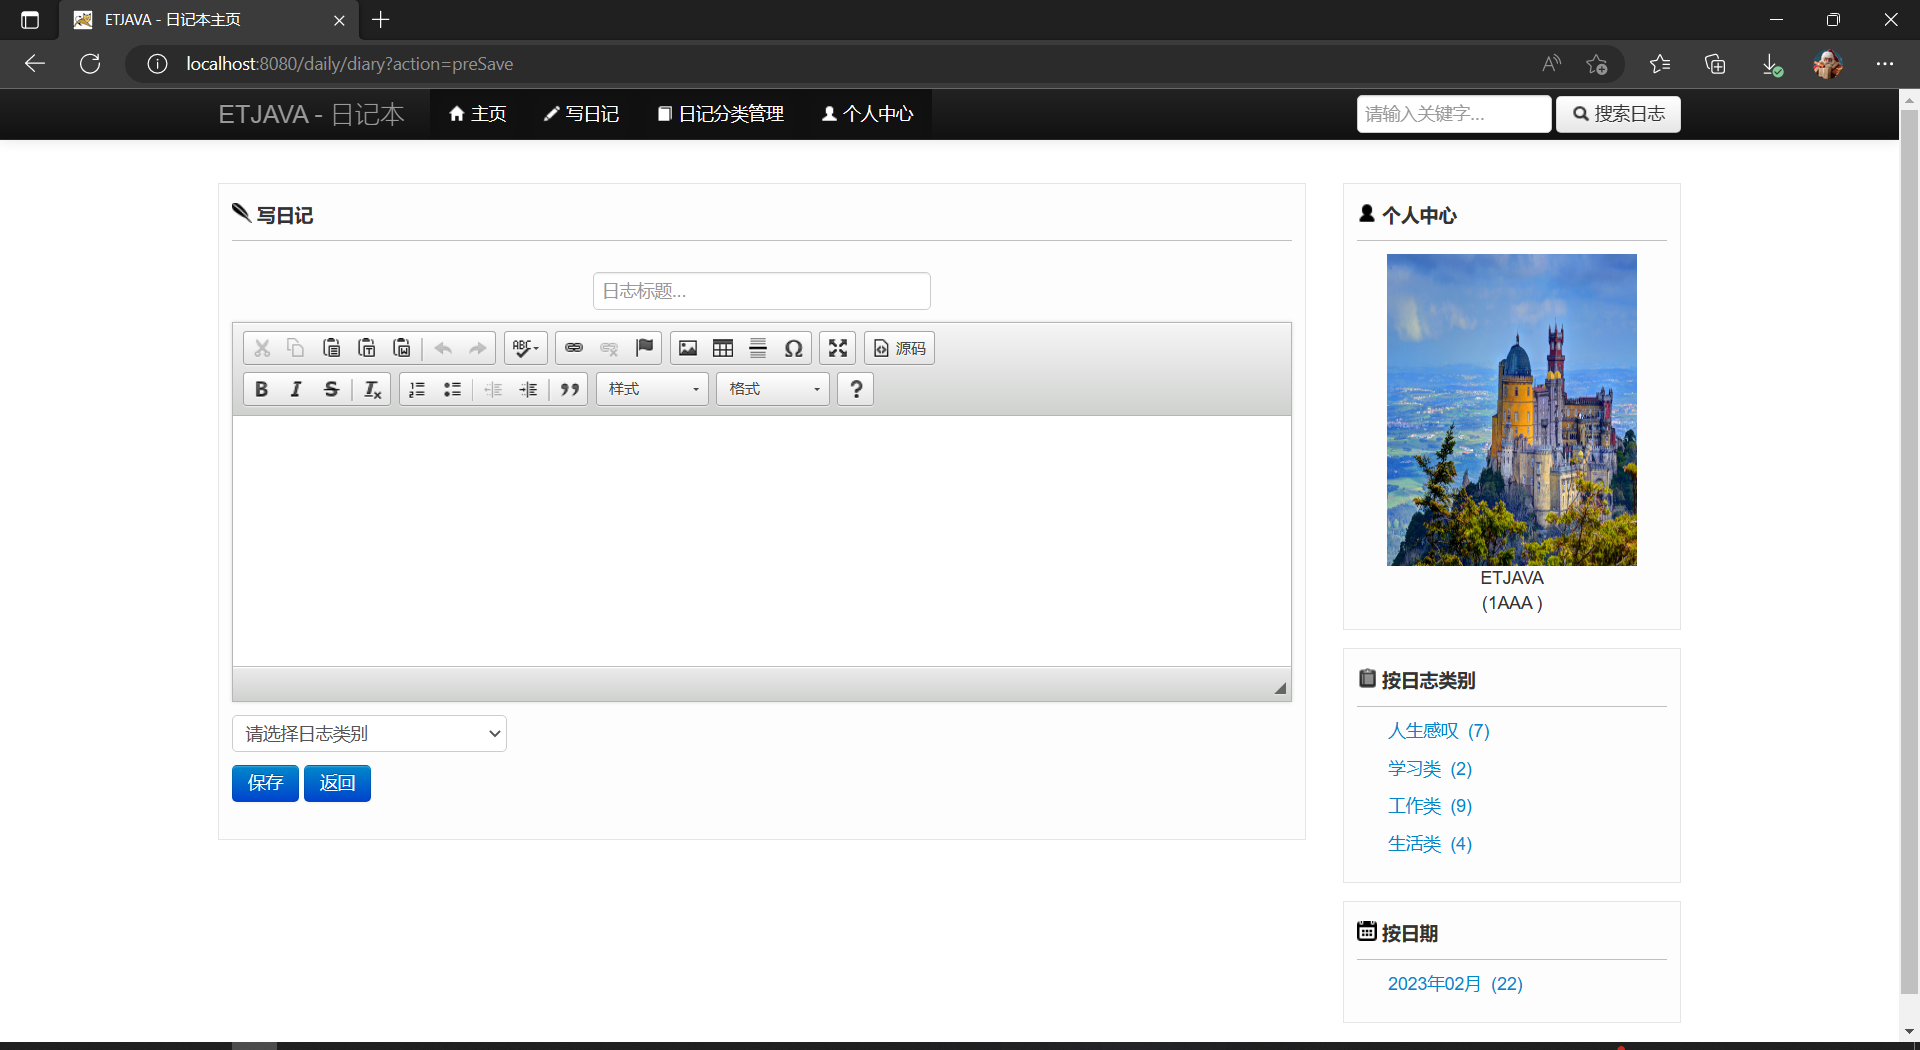 ETJAVA - 日记本主页
localhost:8080/daily/diary?action=preSave
ETJAVA - 日记本
主页
写日记
日记分类管理
个人中心
请输入关键字...
搜索日志
写日记
日志标题...
ABC
源码
B I S Tx
样式
格式
?
请选择日志类别
保存
返回
个人中心
ETJAVA
(1AAA )
按日志类别
人生感叹 (7)
学习类 (2)
工作类 (9)
生活类 (4)
按日期
2023年02月 (22)